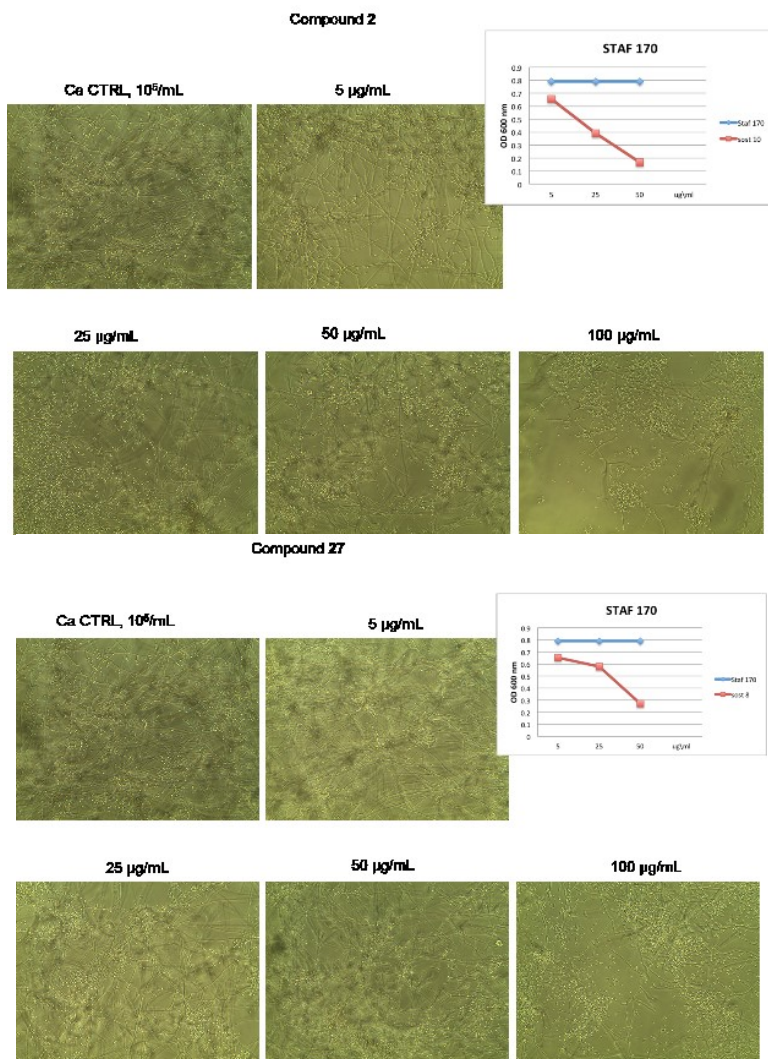 Compound 2
STAF 170
Ca CTRL, 10⁵/mL
5 µg/mL
0.9
0.8
0.7
0.6
0.5
0.4
0.3
0.2
0.1
0
OD 600 nm
5 25 50 ug\ml
Staf 170
sost 10
25 µg/mL
50 µg/mL
100 µg/mL
Compound 27
STAF 170
Ca CTRL, 10⁵/mL
5 µg/mL
0.9
0.8
0.7
0.6
0.5
0.4
0.3
0.2
0.1
0
OD 600 nm
5 25 50 ug\ml
Staf 170
sost 8
25 µg/mL
50 µg/mL
100 µg/mL